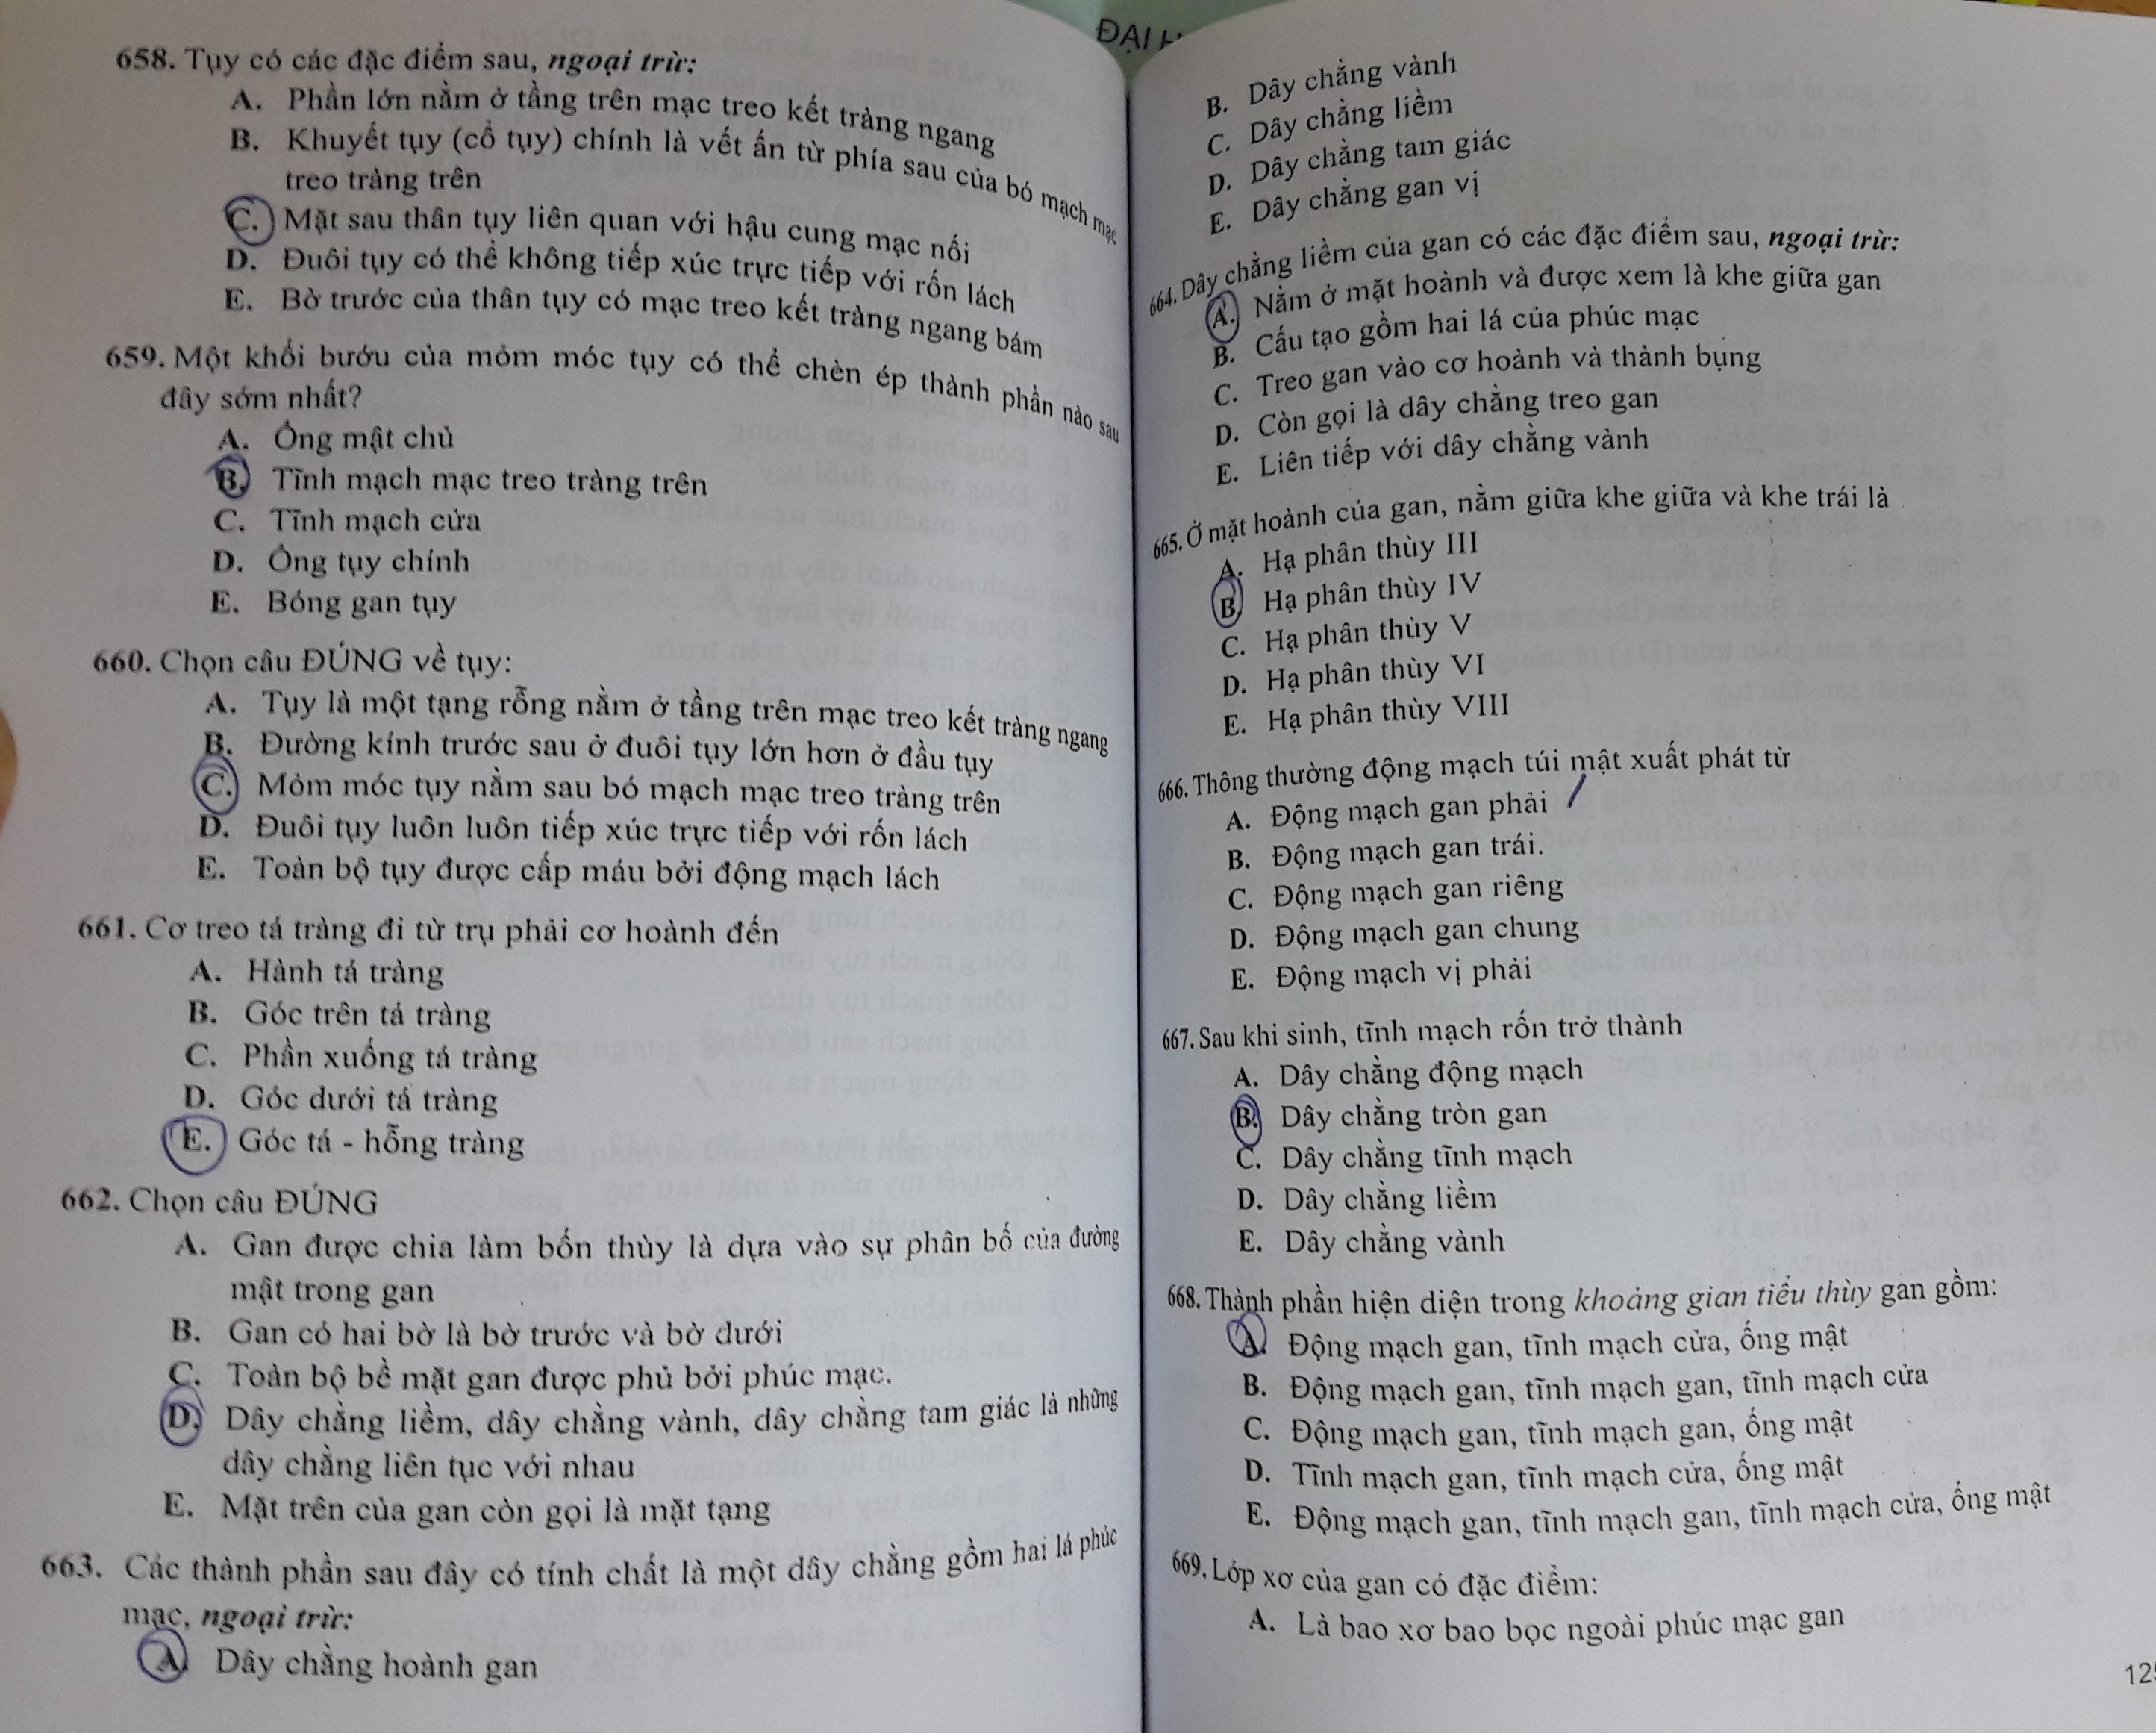 658. Tụy có các đặc điểm sau, ngoại trừ:
A. Phần lớn nằm ở tầng trên mạc treo kết tràng ngang
B. Khuyết tụy (cổ tụy) chính là vết ấn từ phía sau của bó mạch mạc
treo tràng trên
C. Mặt sau thân tụy liên quan với hậu cung mạc nối
D. Đuôi tụy có thể không tiếp xúc trực tiếp với rốn lách
E. Bờ trước của thân tụy có mạc treo kết tràng ngang bám
659. Một khối bướu của mỏm móc tụy có thể chèn ép thành phần nào sau
đây sớm nhất?
A. Ống mật chủ
B. Tĩnh mạch mạc treo tràng trên
C. Tĩnh mạch cửa
D. Ống tụy chính
E. Bóng gan tụy
660. Chọn câu ĐÚNG về tụy:
A. Tụy là một tạng rỗng nằm ở tầng trên mạc treo kết tràng ngang
B. Đường kính trước sau ở đuôi tụy lớn hơn ở đầu tụy
C. Mỏm móc tụy nằm sau bó mạch mạc treo tràng trên
D. Đuôi tụy luôn luôn tiếp xúc trực tiếp với rốn lách
E. Toàn bộ tụy được cấp máu bởi động mạch lách
661. Cơ treo tá tràng đi từ trụ phải cơ hoành đến
A. Hành tá tràng
B. Góc trên tá tràng
C. Phần xuống tá tràng
D. Góc dưới tá tràng
E. Góc tá - hỗng tràng
662. Chọn câu ĐÚNG
A. Gan được chia làm bốn thùy là dựa vào sự phân bố của đường
mật trong gan
B. Gan có hai bờ là bờ trước và bờ dưới
C. Toàn bộ bề mặt gan được phủ bởi phúc mạc.
D. Dây chằng liềm, dây chằng vành, dây chằng tam giác là những
dây chằng liên tục với nhau
E. Mặt trên của gan còn gọi là mặt tạng
663. Các thành phần sau đây có tính chất là một dây chằng gồm hai lá phúc
mạc, ngoại trừ:
A. Dây chằng hoành gan
ĐẠI
B. Dây chằng vành
C. Dây chằng liềm
D. Dây chằng tam giác
E. Dây chằng gan vị
664. Dây chằng liềm của gan có các đặc điểm sau, ngoại trừ:
A. Nằm ở mặt hoành và được xem là khe giữa gan
B. Cấu tạo gồm hai lá của phúc mạc
C. Treo gan vào cơ hoành và thành bụng
D. Còn gọi là dây chằng treo gan
E. Liên tiếp với dây chằng vành
665. Ở mặt hoành của gan, nằm giữa khe giữa và khe trái là
A. Hạ phân thùy III
B. Hạ phân thùy IV
C. Hạ phân thùy V
D. Hạ phân thùy VI
E. Hạ phân thùy VIII
666. Thông thường động mạch túi mật xuất phát từ
A. Động mạch gan phải
B. Động mạch gan trái.
C. Động mạch gan riêng
D. Động mạch gan chung
E. Động mạch vị phải
667. Sau khi sinh, tĩnh mạch rốn trở thành
A. Dây chằng động mạch
B. Dây chằng tròn gan
C. Dây chằng tĩnh mạch
D. Dây chằng liềm
E. Dây chằng vành
668. Thành phần hiện diện trong khoảng gian tiểu thùy gan gồm:
A. Động mạch gan, tĩnh mạch cửa, ống mật
B. Động mạch gan, tĩnh mạch gan, tĩnh mạch cửa
C. Động mạch gan, tĩnh mạch gan, ống mật
D. Tĩnh mạch gan, tĩnh mạch cửa, ống mật
E. Động mạch gan, tĩnh mạch gan, tĩnh mạch cửa, ống mật
669. Lớp xơ của gan có đặc điểm:
A. Là bao xơ bao bọc ngoài phúc mạc gan